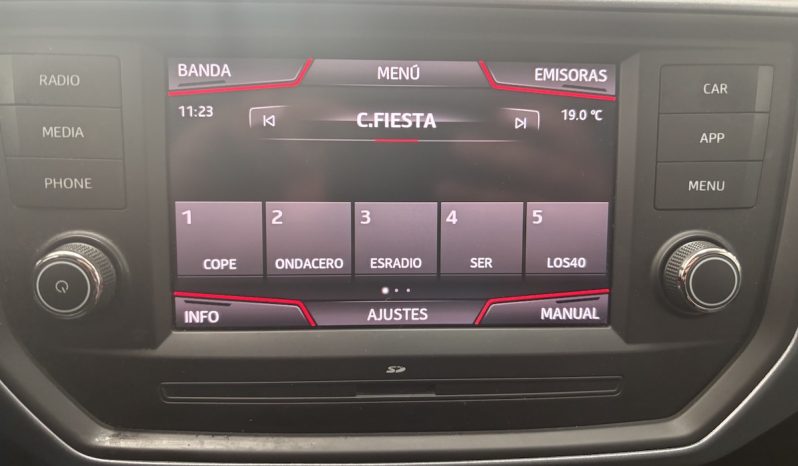 RADIO
MEDIA
PHONE
BANDA
MENÚ
EMISORAS
11:23
C.FIESTA
19.0 °C
1
COPE
2
ONDACERO
3
ESRADIO
4
SER
5
LOS40
INFO
AJUSTES
MANUAL
CAR
APP
MENU
SD